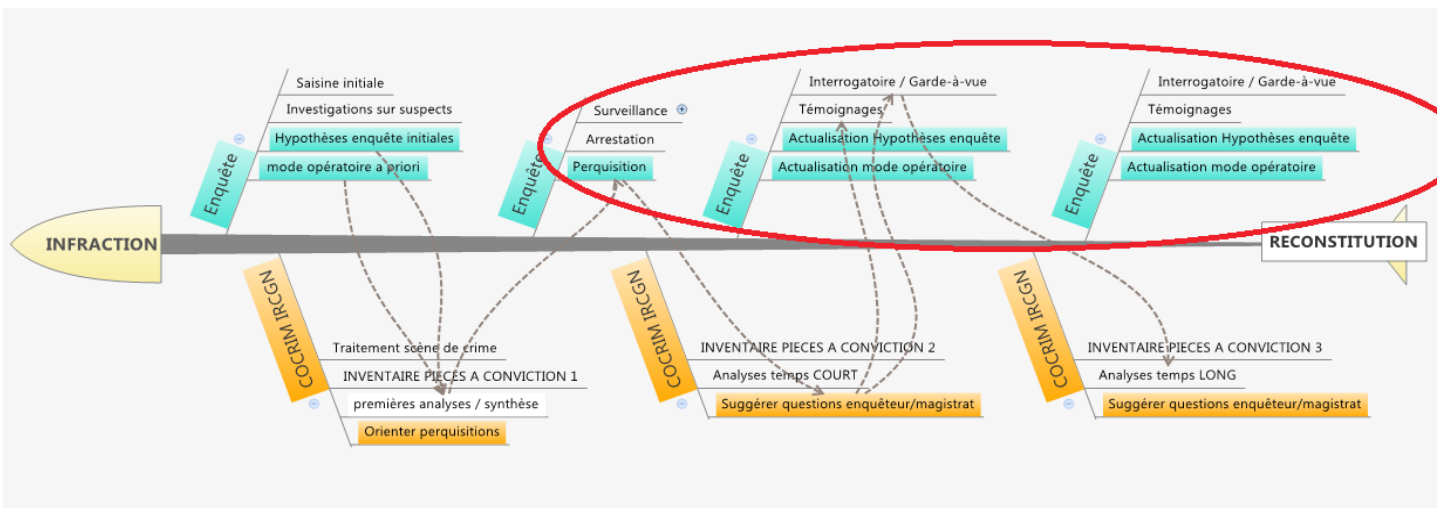 INFRACTION
Enquête
Saisine initiale
Investigations sur suspects
Hypothèses enquête initiales
mode opératoire a priori
Enquête
Surveillance
Arrestation
Perquisition
Enquête
Interrogatoire / Garde-à-vue
Témoignages
Actualisation Hypothèses enquête
Actualisation mode opératoire
Enquête
Interrogatoire / Garde-à-vue
Témoignages
Actualisation Hypothèses enquête
Actualisation mode opératoire
RECONSTITUTION
COCRIM IRCGN
Traitement scène de crime
INVENTAIRE PIECES A CONVICTION 1
premières analyses / synthèse
Orienter perquisitions
COCRIM IRCGN
INVENTAIRE PIECES A CONVICTION 2
Analyses temps COURT
Suggérer questions enquêteur/magistrat
COCRIM IRCGN
INVENTAIRE PIECES A CONVICTION 3
Analyses temps LONG
Suggérer questions enquêteur/magistrat